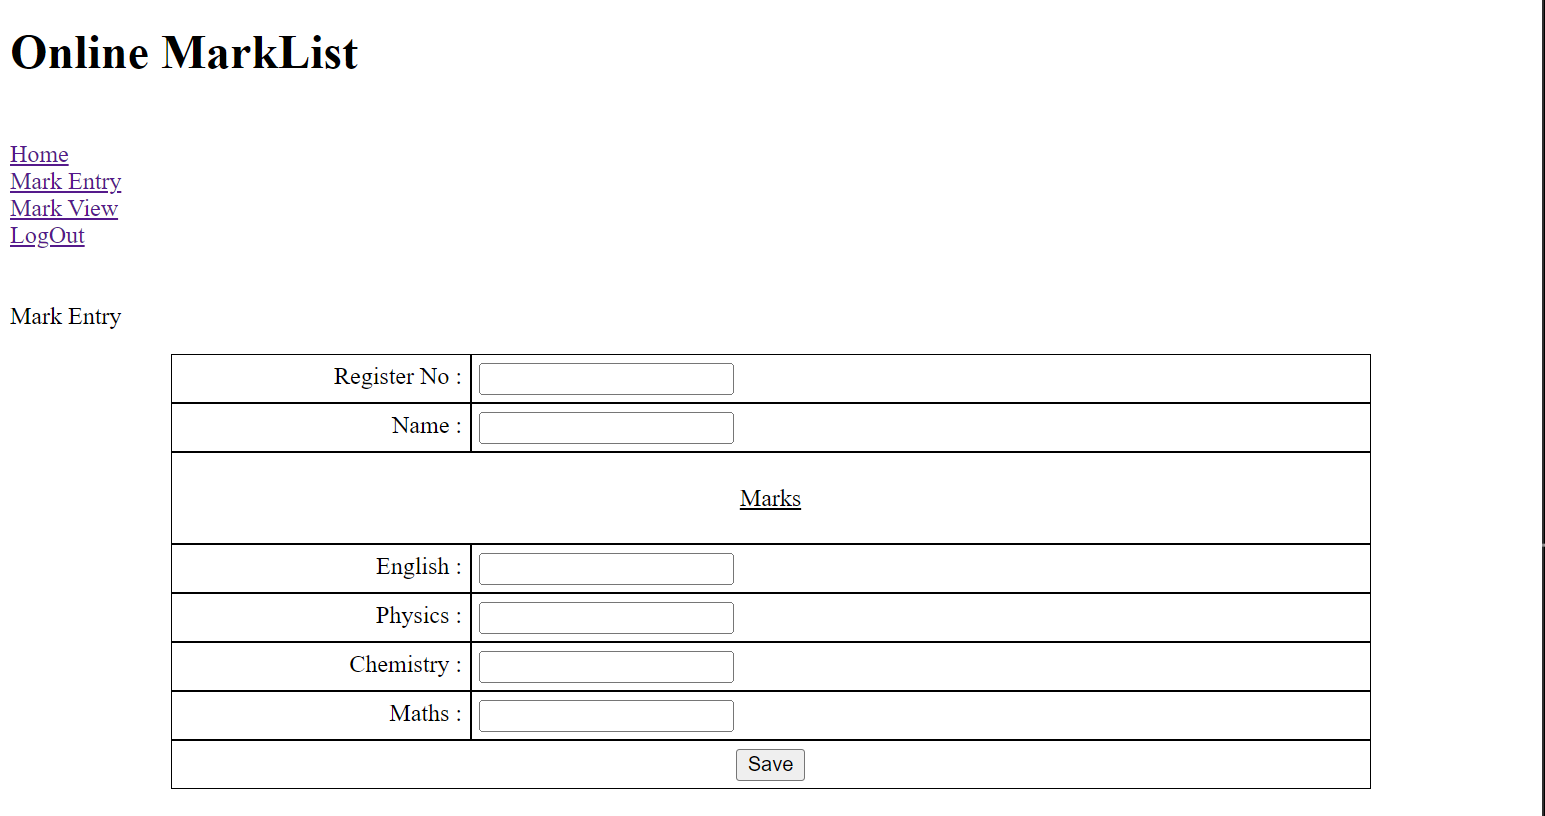 Online MarkList
Home
Mark Entry
Mark View
LogOut
Mark Entry
Register No :
Name :
Marks
English :
Physics :
Chemistry :
Maths :
Save